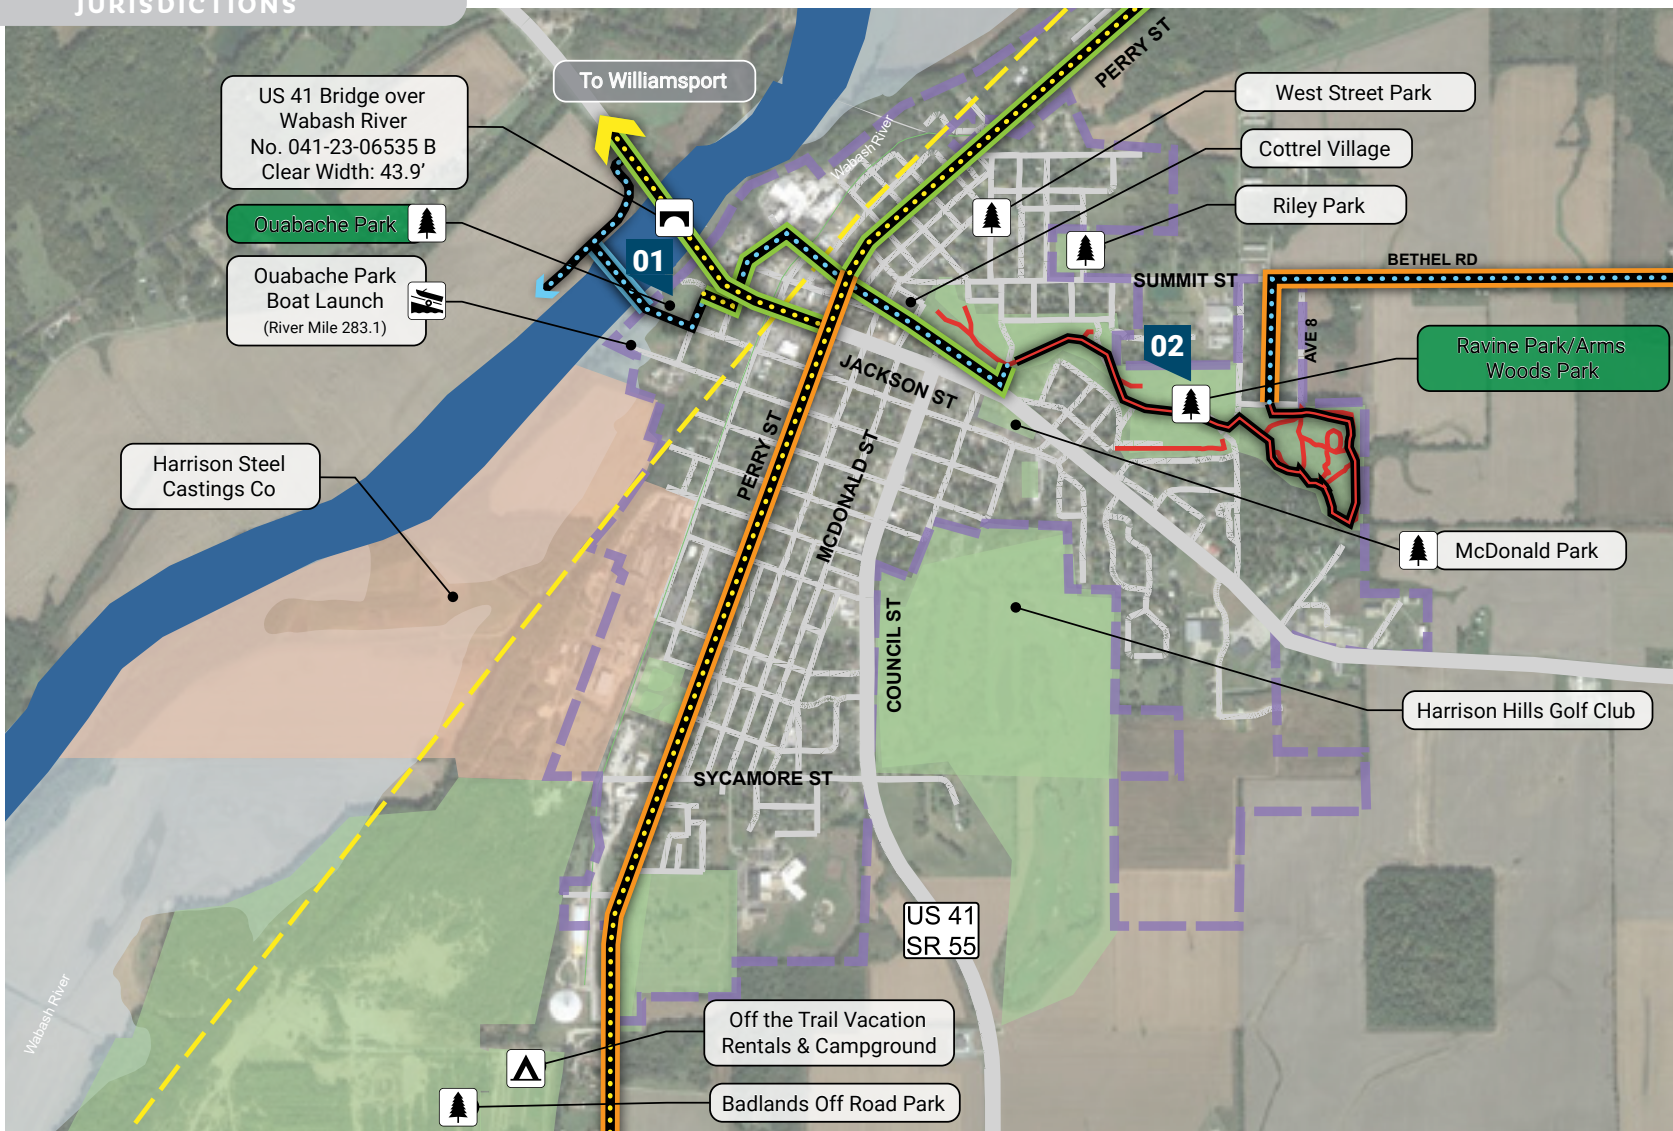 JURISDICTIONS
US 41 Bridge over
Wabash River
No. 041-23-06535 B
Clear Width: 43.9’
To Williamsport
PERRY ST
West Street Park
Cottrel Village
Riley Park
Wabash River
Ouabache Park
01
Ouabache Park
Boat Launch
(River Mile 283.1)
SUMMIT ST
BETHEL RD
AVE 8
02
Ravine Park/Arms
Woods Park
JACKSON ST
PERRY ST
MCDONALD ST
Harrison Steel
Castings Co
McDonald Park
COUNCIL ST
Harrison Hills Golf Club
SYCAMORE ST
US 41
SR 55
Wabash River
Off the Trail Vacation
Rentals & Campground
Badlands Off Road Park